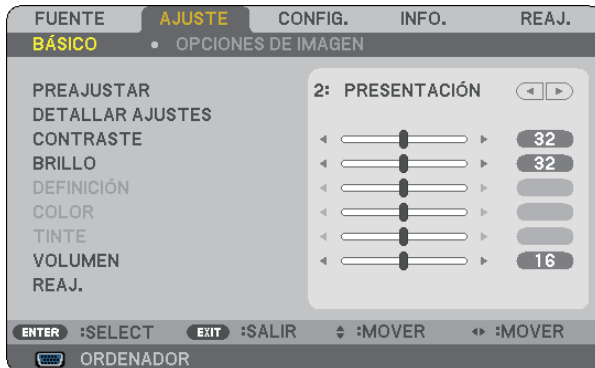 FUENTE AJUSTE CONFIG. INFO. REAJ.
BÁSICO • OPCIONES DE IMAGEN
PREAJUSTAR 2: PRESENTACIÓN
DETALLAR AJUSTES
CONTRASTE 32
BRILLO 32
DEFINICIÓN
COLOR
TINTE
VOLUMEN 16
REAJ.
ENTER :SELECT EXIT :SALIR :MOVER :MOVER
ORDENADOR